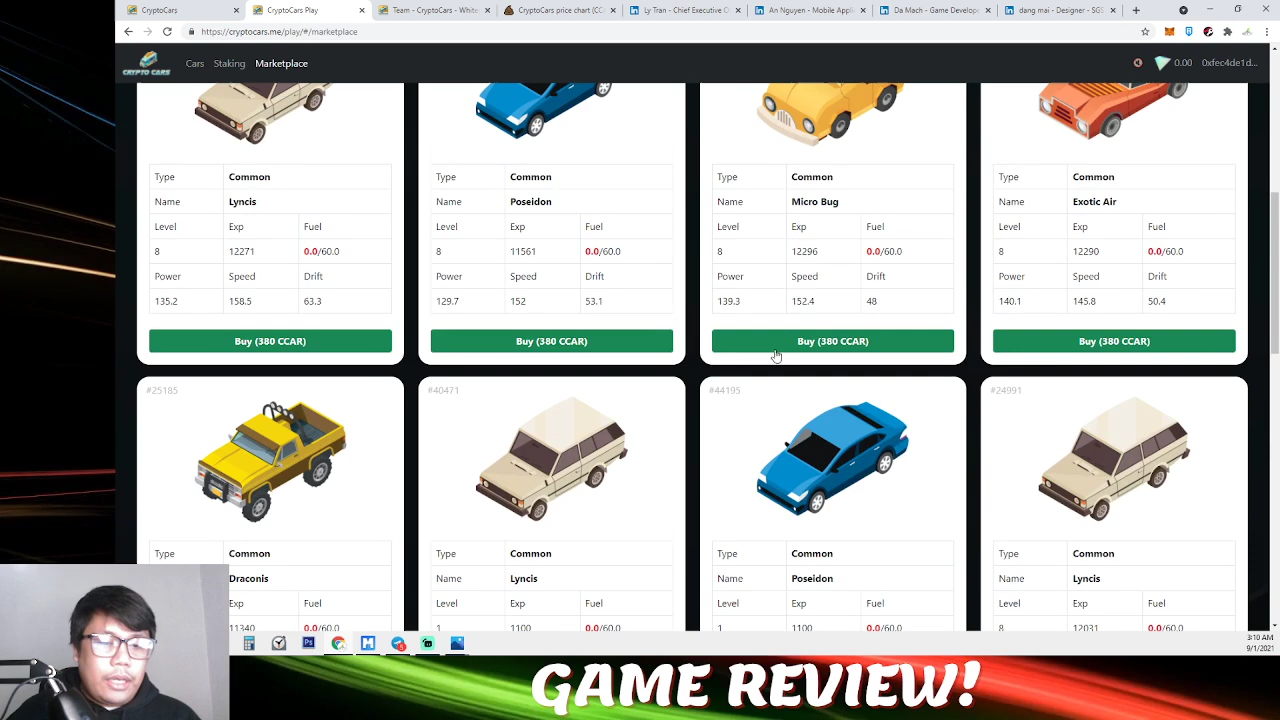 CryptoCars
CryptoCars Play
Team - CryptoCars - White
CryptoCars price chart (CC
Ly Tran - Chief Executive O
An Nguyen - Mobile Appli
Da Mach - Game Develope
dang mai - Designer - SGS
https://cryptocars.me/play/#/marketplace
CRYPTO CARS
Cars
Staking
Marketplace
0.00
0xfec4de1d...
Type Common
Name Lyncis
Level Exp Fuel
8 12271 0.0/60.0
Power Speed Drift
135.2 158.5 63.3
Buy (380 CCAR)
Type Common
Name Poseidon
Level Exp Fuel
8 11561 0.0/60.0
Power Speed Drift
129.7 152 53.1
Buy (380 CCAR)
Type Common
Name Micro Bug
Level Exp Fuel
8 12296 0.0/60.0
Power Speed Drift
139.3 152.4 48
Buy (380 CCAR)
Type Common
Name Exotic Air
Level Exp Fuel
8 12290 0.0/60.0
Power Speed Drift
140.1 145.8 50.4
Buy (380 CCAR)
#25185
Type Common
Draconis
Exp Fuel
11340 0.0/60.0
#40471
Type Common
Name Lyncis
Level Exp Fuel
1 1100 0.0/60.0
#44195
Type Common
Name Poseidon
Level Exp Fuel
1 1100 0.0/60.0
#24991
Type Common
Name Lyncis
Level Exp Fuel
8 12031 0.0/60.0
3:10 AM
9/1/2021
GAME REVIEW!